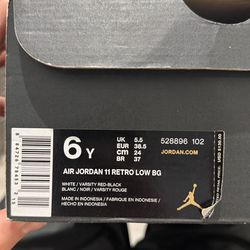 6 Y
UK 5.5
EUR 38.5
cm 24
BR 37
528896 102
JORDAN.COM
AIR JORDAN 11 RETRO LOW BG
WHITE / VARSITY RED-BLACK
BLANC / NOIR / VARSITY ROUGE
MADE IN INDONESIA / FABRIQUÉ EN INDONÉSIE /
HECHO EN INDONESIA